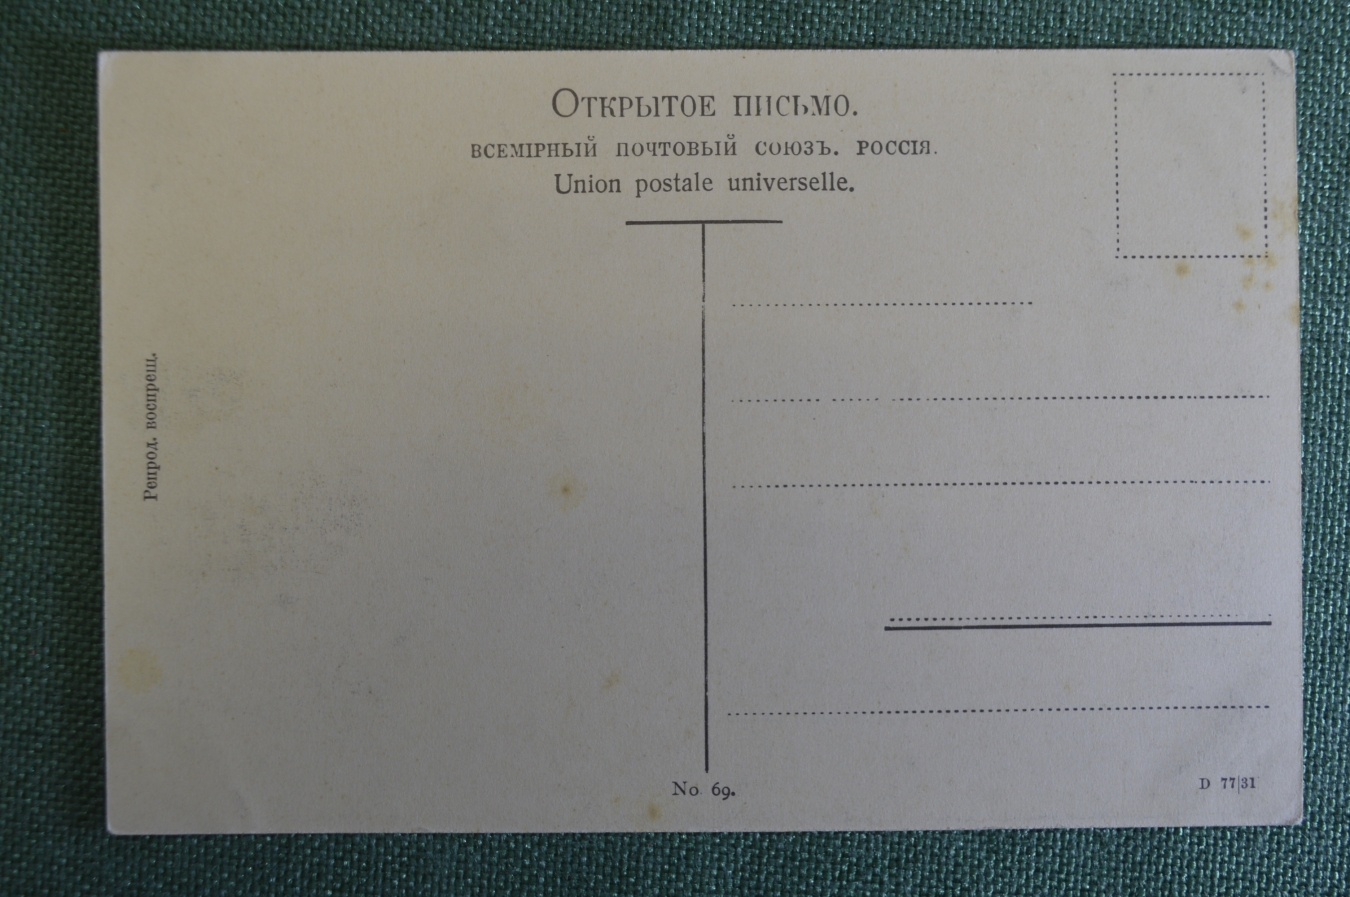 Открытое письмо.
ВСЕМІРНЫЙ ПОЧТОВЫЙ СОЮЗЪ. РОССІЯ.
Union postale universelle.
Репрод. воспрещ.
No. 69.
D 77|31